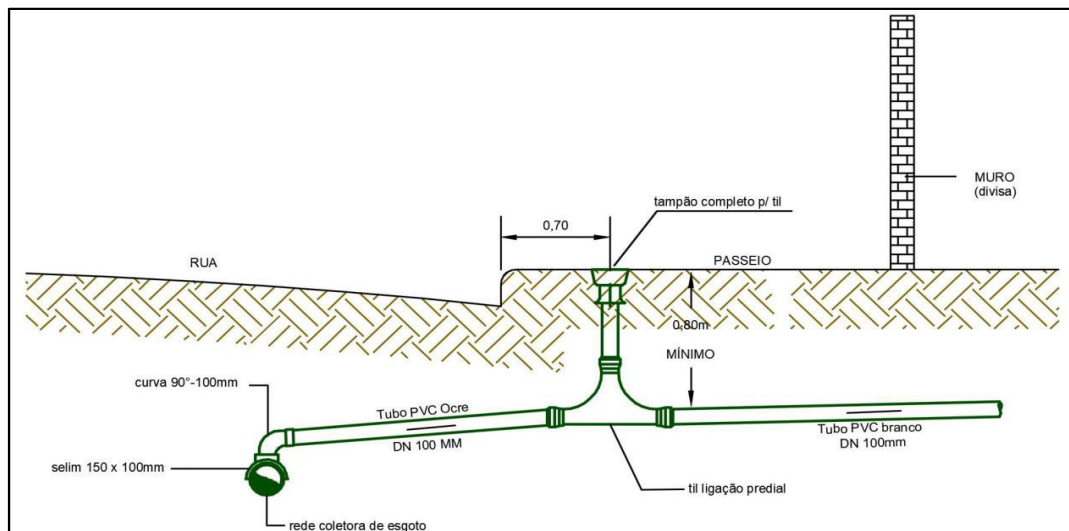 MURO
(divisa)
tampão completo p/ til
0,70
RUA
PASSEIO
0,80m
MÍNIMO
curva 90°-100mm
Tubo PVC Ocre
DN 100 MM
Tubo PVC branco
DN 100mm
selim 150 x 100mm
til ligação predial
rede coletora de esgoto